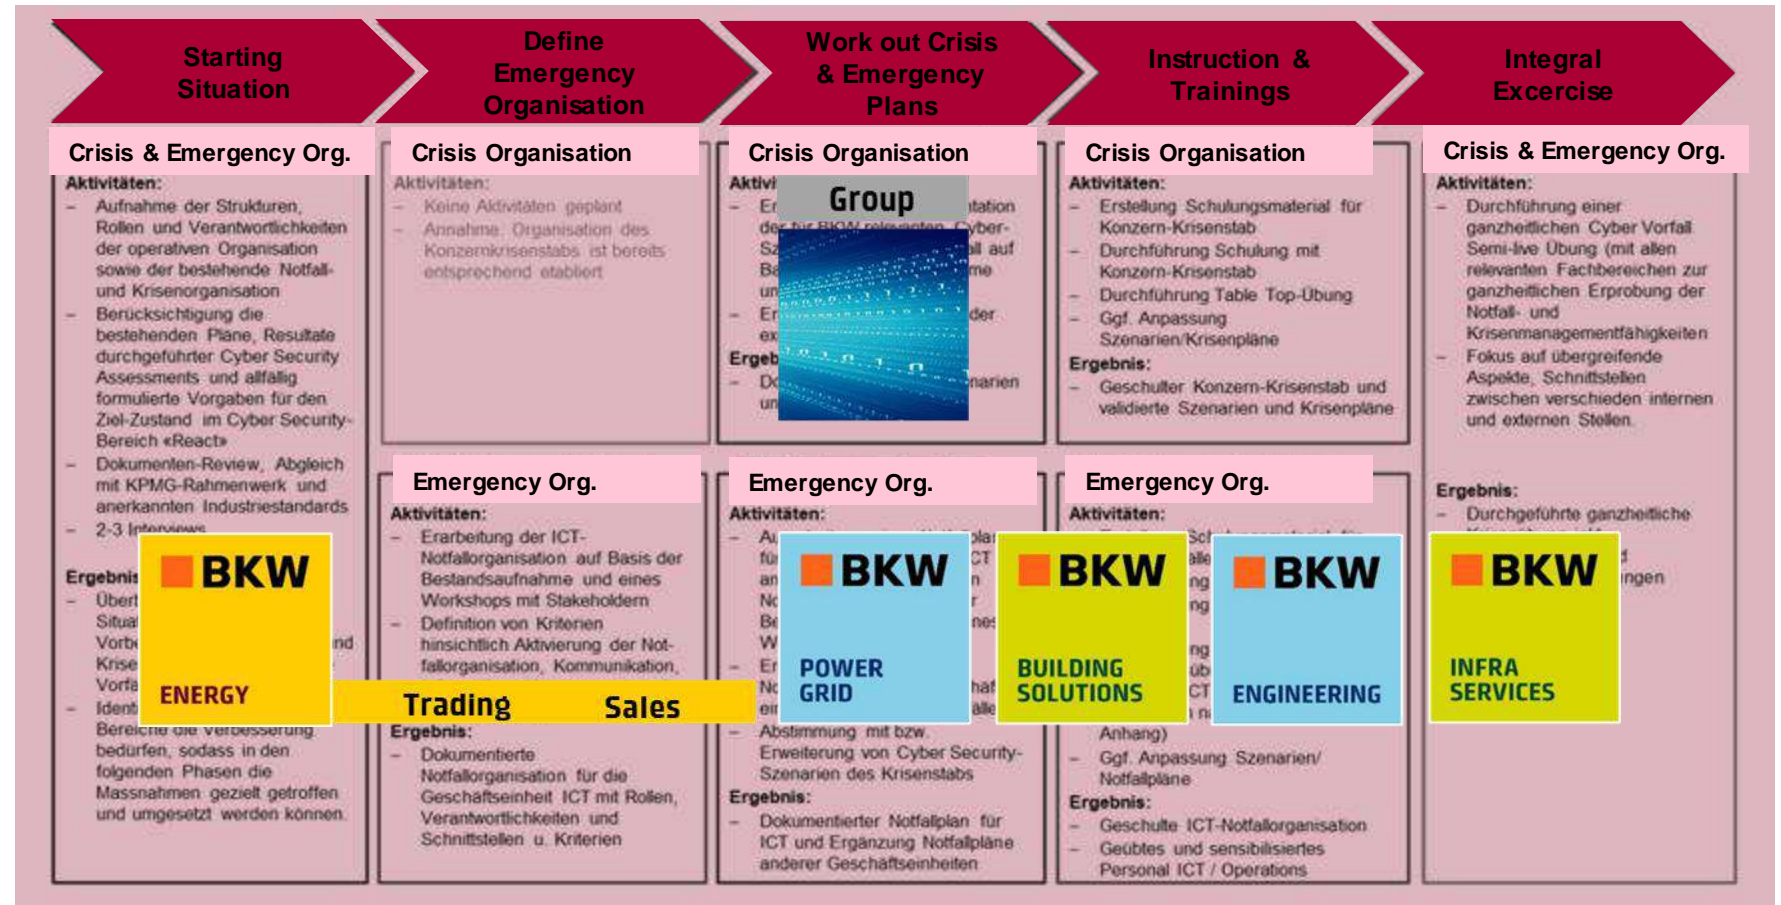 Starting
Situation
Define
Emergency
Organisation
Work out Crisis
& Emergency
Plans
Instruction &
Trainings
Integral
Excercise
Crisis & Emergency Org.
Aktivitäten:
– Aufnahme der Strukturen,
Rollen und Verantwortlichkeiten
der operativen Organisation
sowie der bestehende Notfall-
und Krisenorganisation
– Berücksichtigung die
bestehenden Pläne, Resultate
durchgeführter Cyber Security
Assessments und allfällig
formulierte Vorgaben für den
Ziel-Zustand im Cyber Security-
Bereich «React»
– Dokumenten-Review, Abgleich
mit KPMG-Rahmenwerk und
anerkannten Industriestandards
– 2-3 Interviews
Ergebnis
Bereiche die Verbesserung
bedürfen, sodass in den
folgenden Phasen die
Massnahmen gezielt getroffen
und umgesetzt werden können.
BKW
ENERGY
Crisis Organisation
Aktivitäten:
– Keine Aktivitäten geplant
– Annahme: Organisation des
Konzernkrisenstabs ist bereits
entsprechend etabliert
Emergency Org.
Aktivitäten:
– Erarbeitung der ICT-
Notfallorganisation auf Basis der
Bestandsaufnahme und eines
Workshops mit Stakeholdern
– Definition von Kriterien
hinsichtlich Aktivierung der Not-
fallorganisation, Kommunikation,
Trading Sales
Ergebnis:
– Dokumentierte
Notfallorganisation für die
Geschäftseinheit ICT mit Rollen,
Verantwortlichkeiten und
Schnittstellen u. Kriterien
Crisis Organisation
Group
der für BKW relevanten Cyber-
Emergency Org.
Aktivitäten:
BKW
POWER
GRID
– Abstimmung mit bzw.
Erweiterung von Cyber Security-
Szenarien des Krisenstabs
Ergebnis:
– Dokumentierter Notfallplan für
ICT und Ergänzung Notfallpläne
anderer Geschäftseinheiten
BKW
BUILDING
SOLUTIONS
Crisis Organisation
Aktivitäten:
– Erstellung Schulungsmaterial für
Konzern-Krisenstab
– Durchführung Schulung mit
Konzern-Krisenstab
– Durchführung Table Top-Übung
– Ggf. Anpassung
Szenarien/Krisenpläne
Ergebnis:
– Geschulter Konzern-Krisenstab und
validierte Szenarien und Krisenpläne
Emergency Org.
Aktivitäten:
BKW
ENGINEERING
Anhang)
– Ggf. Anpassung Szenarien/
Notfallpläne
Ergebnis:
– Geschulte ICT-Notfallorganisation
– Geübtes und sensibilisiertes
Personal ICT / Operations
Crisis & Emergency Org.
Aktivitäten:
– Durchführung einer
ganzheitlichen Cyber Vorfall
Semi-live Übung (mit allen
relevanten Fachbereichen zur
ganzheitlichen Erprobung der
Notfall- und
Krisenmanagementfähigkeiten
– Fokus auf übergreifende
Aspekte, Schnittstellen
zwischen verschieden internen
und externen Stellen.
Ergebnis:
– Durchgeführte ganzheitliche
BKW
INFRA
SERVICES